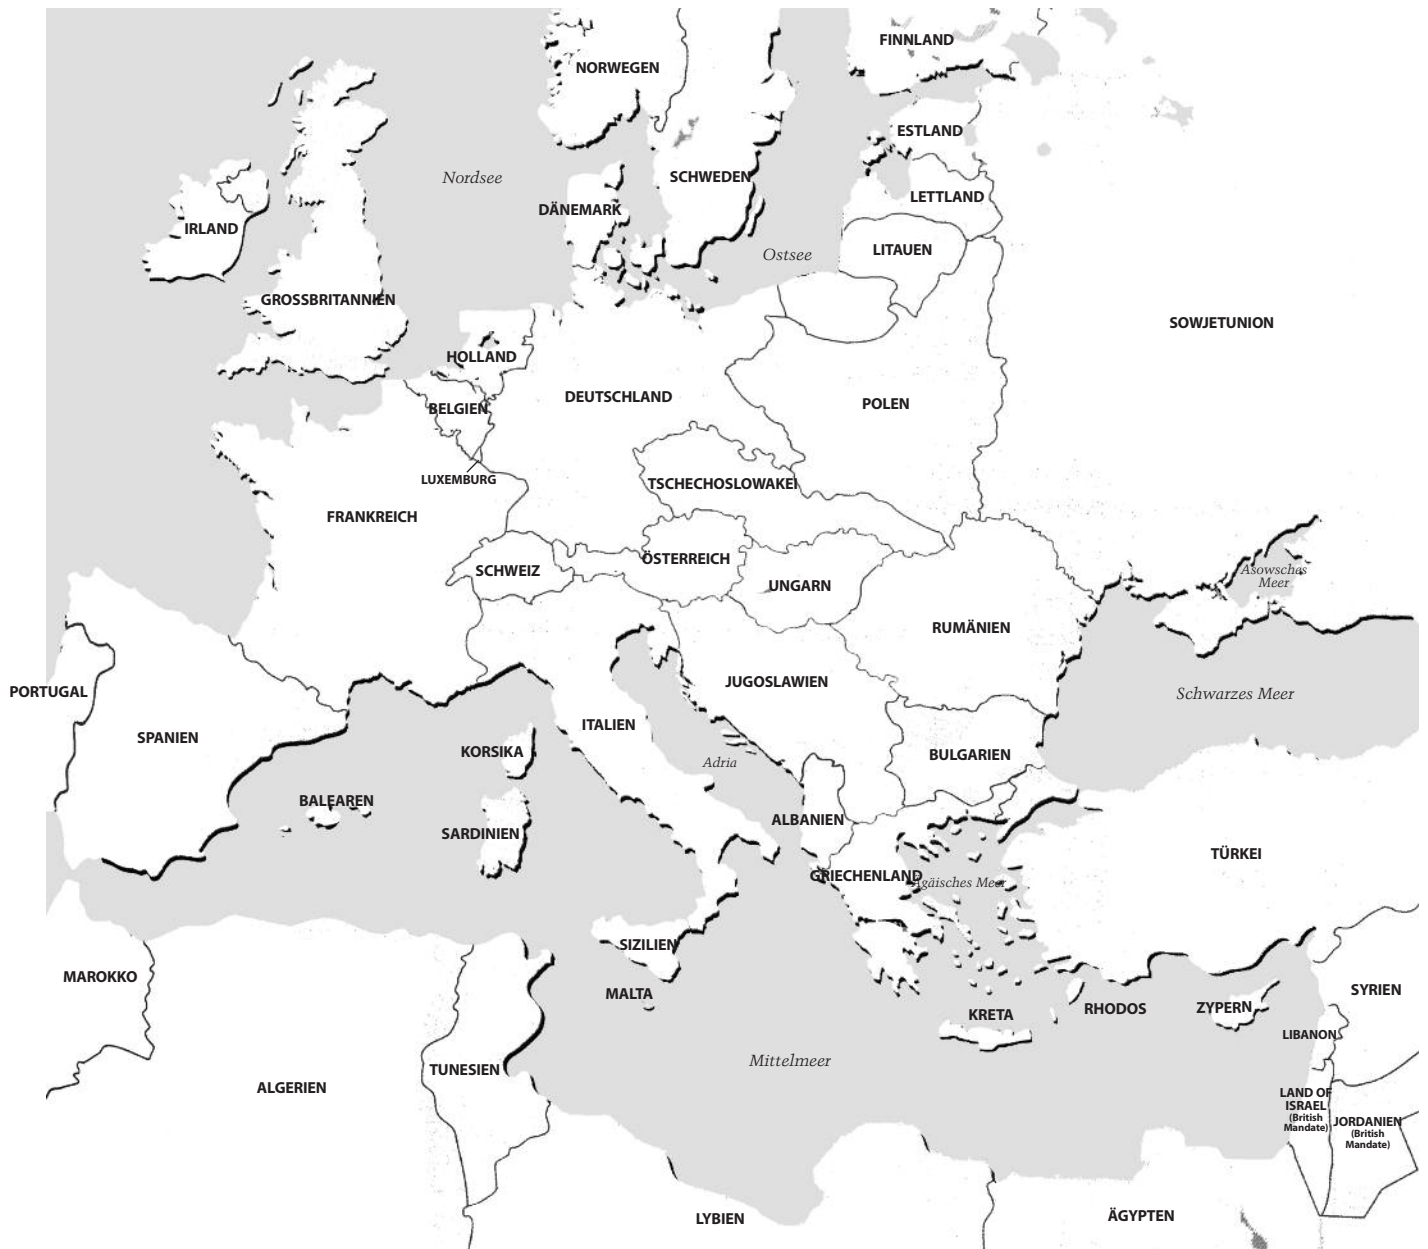 FINNLAND
NORWEGEN
ESTLAND
Nordsee
SCHWEDEN
LETTLAND
DÄNEMARK
IRLAND
LITAUEN
Ostsee
GROSSBRITANNIEN
SOWJETUNION
HOLLAND
DEUTSCHLAND
POLEN
BELGIEN
LUXEMBURG
TSCHECHOSLOWAKEI
FRANKREICH
ÖSTERREICH
SCHWEIZ
UNGARN
Asowsches
Meer
RUMÄNIEN
JUGOSLAWIEN
PORTUGAL
Schwarzes Meer
ITALIEN
SPANIEN
KORSIKA
BULGARIEN
Adria
BALEAREN
ALBANIEN
SARDINIEN
TÜRKEI
GRIECHENLAND
Ägäisches Meer
SIZILIEN
MAROKKO
SYRIEN
MALTA
RHODOS
ZYPERN
KRETA
LIBANON
Mittelmeer
TUNESIEN
ALGERIEN
LAND OF
ISRAEL
(British
Mandate)
JORDANIEN
(British
Mandate)
LYBIEN
ÄGYPTEN